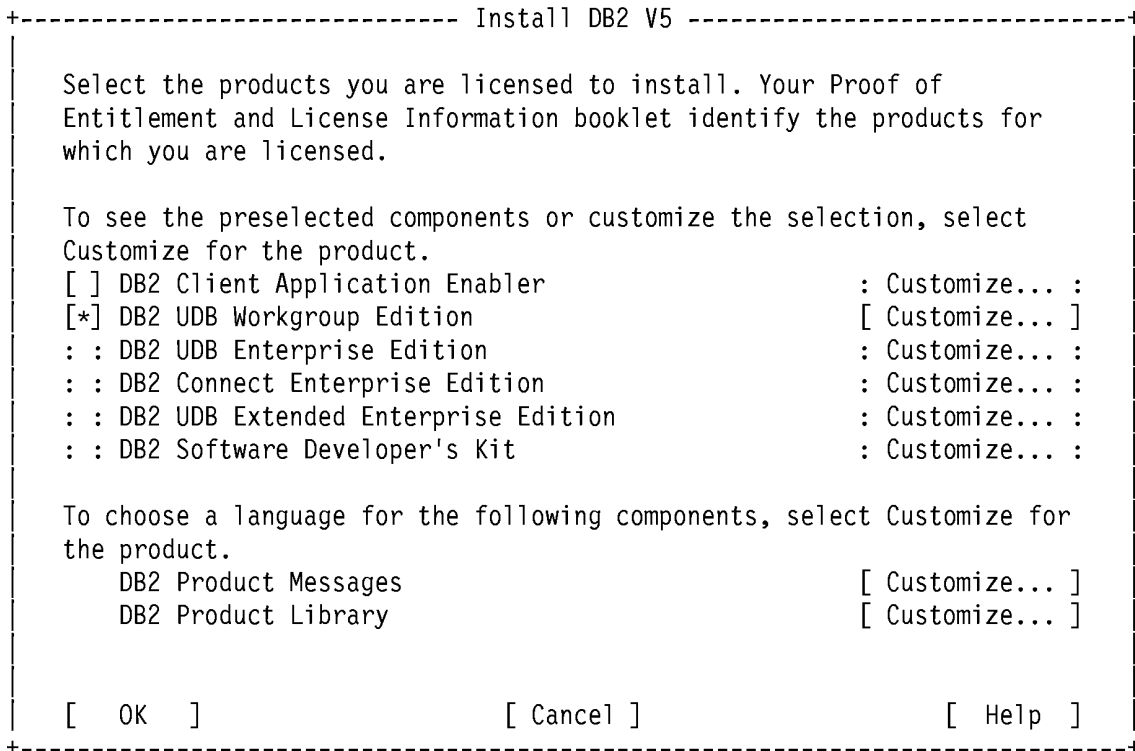 +------------------------------- Install DB2 V5 -------------------------------+
Select the products you are licensed to install. Your Proof of
Entitlement and License Information booklet identify the products for
which you are licensed.
To see the preselected components or customize the selection, select
Customize for the product.
[ ] DB2 Client Application Enabler : Customize... :
[*] DB2 UDB Workgroup Edition [ Customize... ]
: : DB2 UDB Enterprise Edition : Customize... :
: : DB2 Connect Enterprise Edition : Customize... :
: : DB2 UDB Extended Enterprise Edition : Customize... :
: : DB2 Software Developer's Kit : Customize... :
To choose a language for the following components, select Customize for
the product.
DB2 Product Messages [ Customize... ]
DB2 Product Library [ Customize... ]
[ OK ] [ Cancel ] [ Help ]